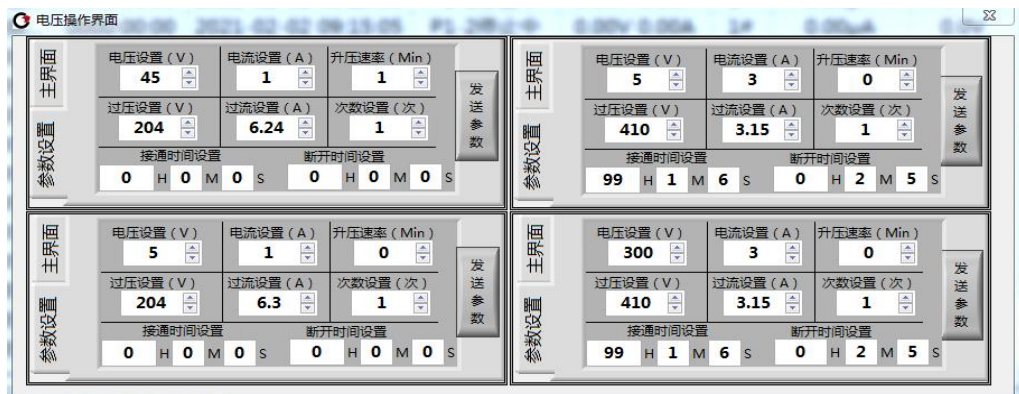 2021-02-02 09:15:05 0.00V 0.00A 1# 0.00μA
电压操作界面
主界面
参数设置
电压设置（V） 电流设置（A） 升压速率（Min）
45 1 1
过压设置（V） 过流设置（A） 次数设置（次）
204 6.24 1
接通时间设置 断开时间设置
0 H 0 M 0 S 0 H 0 M 0 S
发送参数
主界面
参数设置
电压设置（V） 电流设置（A） 升压速率（Min）
5 3 0
过压设置（V） 过流设置（A） 次数设置（次）
410 3.15 1
接通时间设置 断开时间设置
99 H 1 M 6 S 0 H 2 M 5 S
发送参数
主界面
参数设置
电压设置（V） 电流设置（A） 升压速率（Min）
5 1 0
过压设置（V） 过流设置（A） 次数设置（次）
204 6.3 1
接通时间设置 断开时间设置
0 H 0 M 0 S 0 H 0 M 0 S
发送参数
主界面
参数设置
电压设置（V） 电流设置（A） 升压速率（Min）
300 3 0
过压设置（V） 过流设置（A） 次数设置（次）
410 3.15 1
接通时间设置 断开时间设置
99 H 1 M 6 S 0 H 2 M 5 S
发送参数